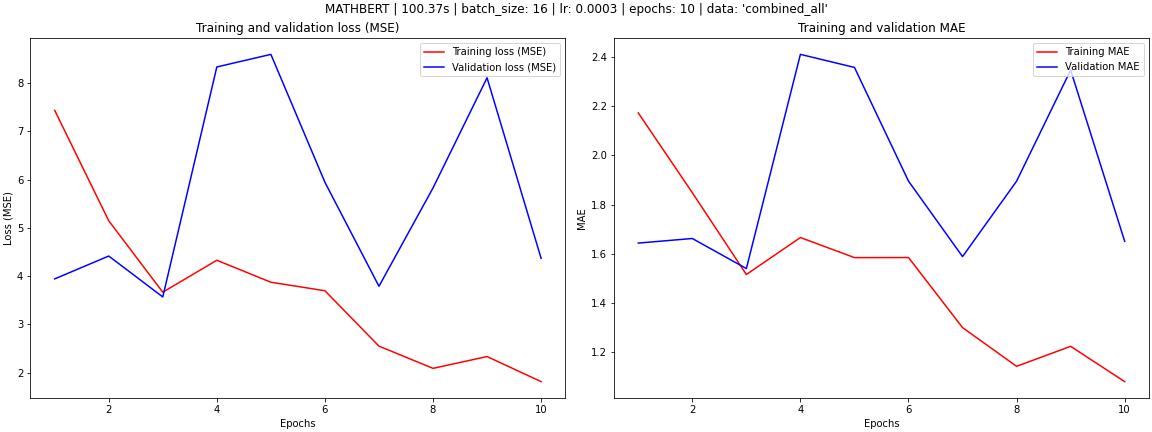 MATHBERT | 100.37s | batch_size: 16 | lr: 0.0003 | epochs: 10 | data: 'combined_all'
Training and validation loss (MSE)
Training loss (MSE)
Validation loss (MSE)
8
7
6
5
4
3
2
Loss (MSE)
2
4
6
8
10
Epochs
Training and validation MAE
Training MAE
Validation MAE
2.4
2.2
2.0
1.8
1.6
1.4
1.2
MAE
2
4
6
8
10
Epochs